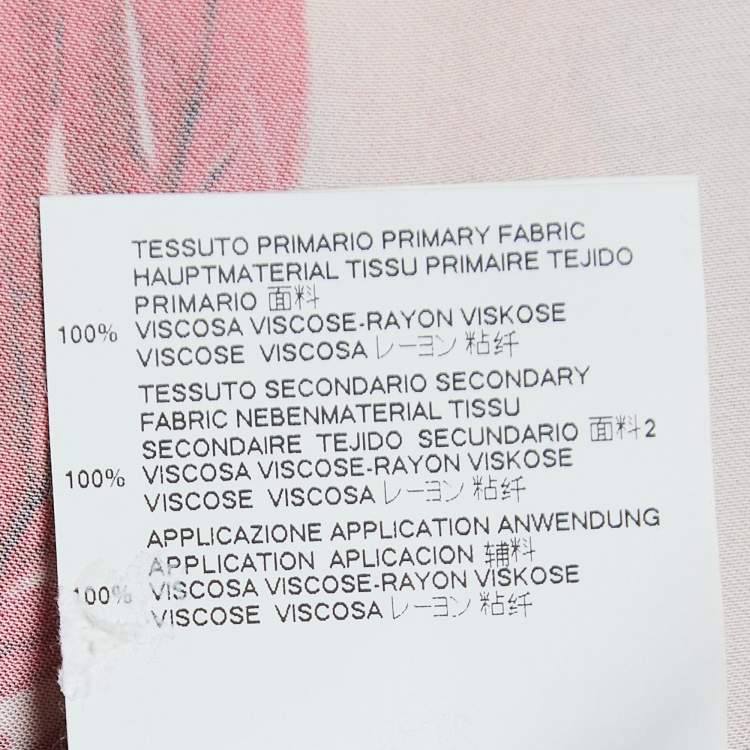 TESSUTO PRIMARIO PRIMARY FABRIC
HAUPTMATERIAL TISSU PRIMAIRE TEJIDO
PRIMARIO 面料
100% VISCOSA VISCOSE-RAYON VISKOSE
VISCOSE VISCOSA レーヨン 粘纤
TESSUTO SECONDARIO SECONDARY
FABRIC NEBENMATERIAL TISSU
SECONDAIRE TEJIDO SECUNDARIO 面料2
100% VISCOSA VISCOSE-RAYON VISKOSE
VISCOSE VISCOSA レーヨン 粘纤
APPLICAZIONE APPLICATION ANWENDUNG
APPLICATION APLICACION 辅料
100% VISCOSA VISCOSE-RAYON VISKOSE
VISCOSE VISCOSA レーヨン 粘纤